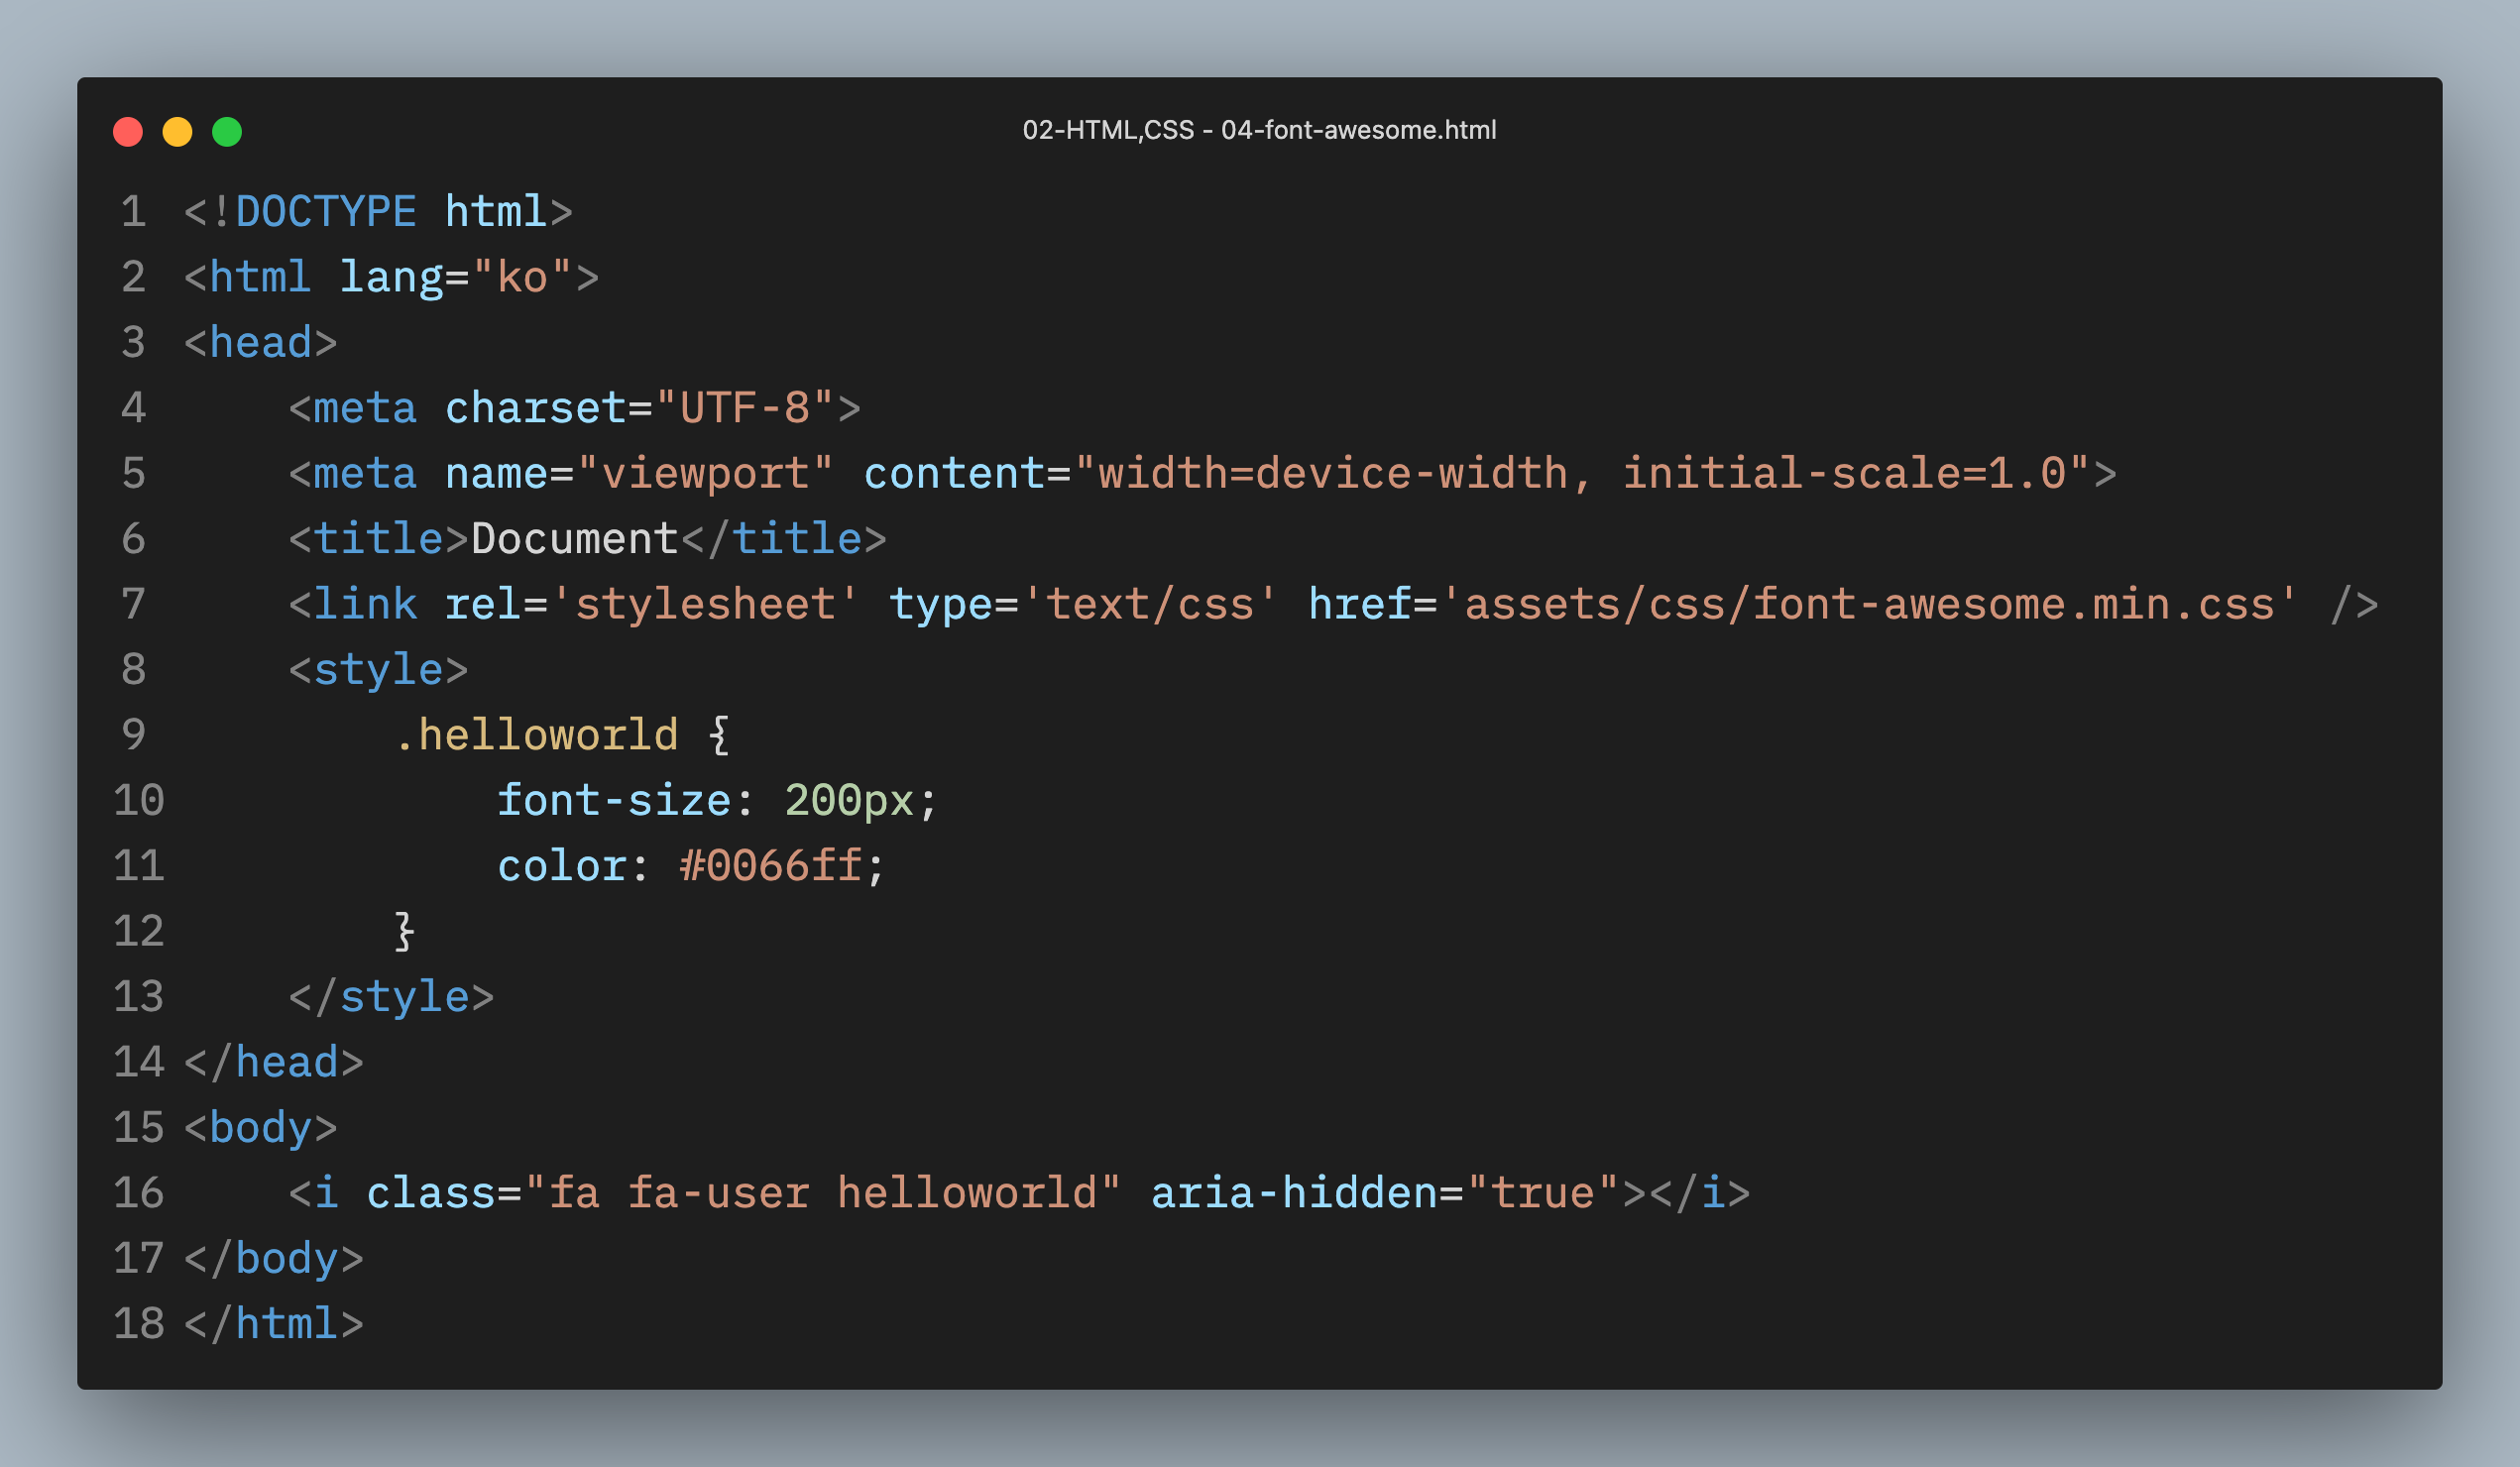 02-HTML,CSS - 04-font-awesome.html
1 <!DOCTYPE html>
2 <html lang="ko">
3 <head>
4     <meta charset="UTF-8">
5     <meta name="viewport" content="width=device-width, initial-scale=1.0">
6     <title>Document</title>
7     <link rel='stylesheet' type='text/css' href='assets/css/font-awesome.min.css' />
8     <style>
9         .helloworld {
10             font-size: 200px;
11             color: #0066ff;
12         }
13     </style>
14 </head>
15 <body>
16     <i class="fa fa-user helloworld" aria-hidden="true"></i>
17 </body>
18 </html>